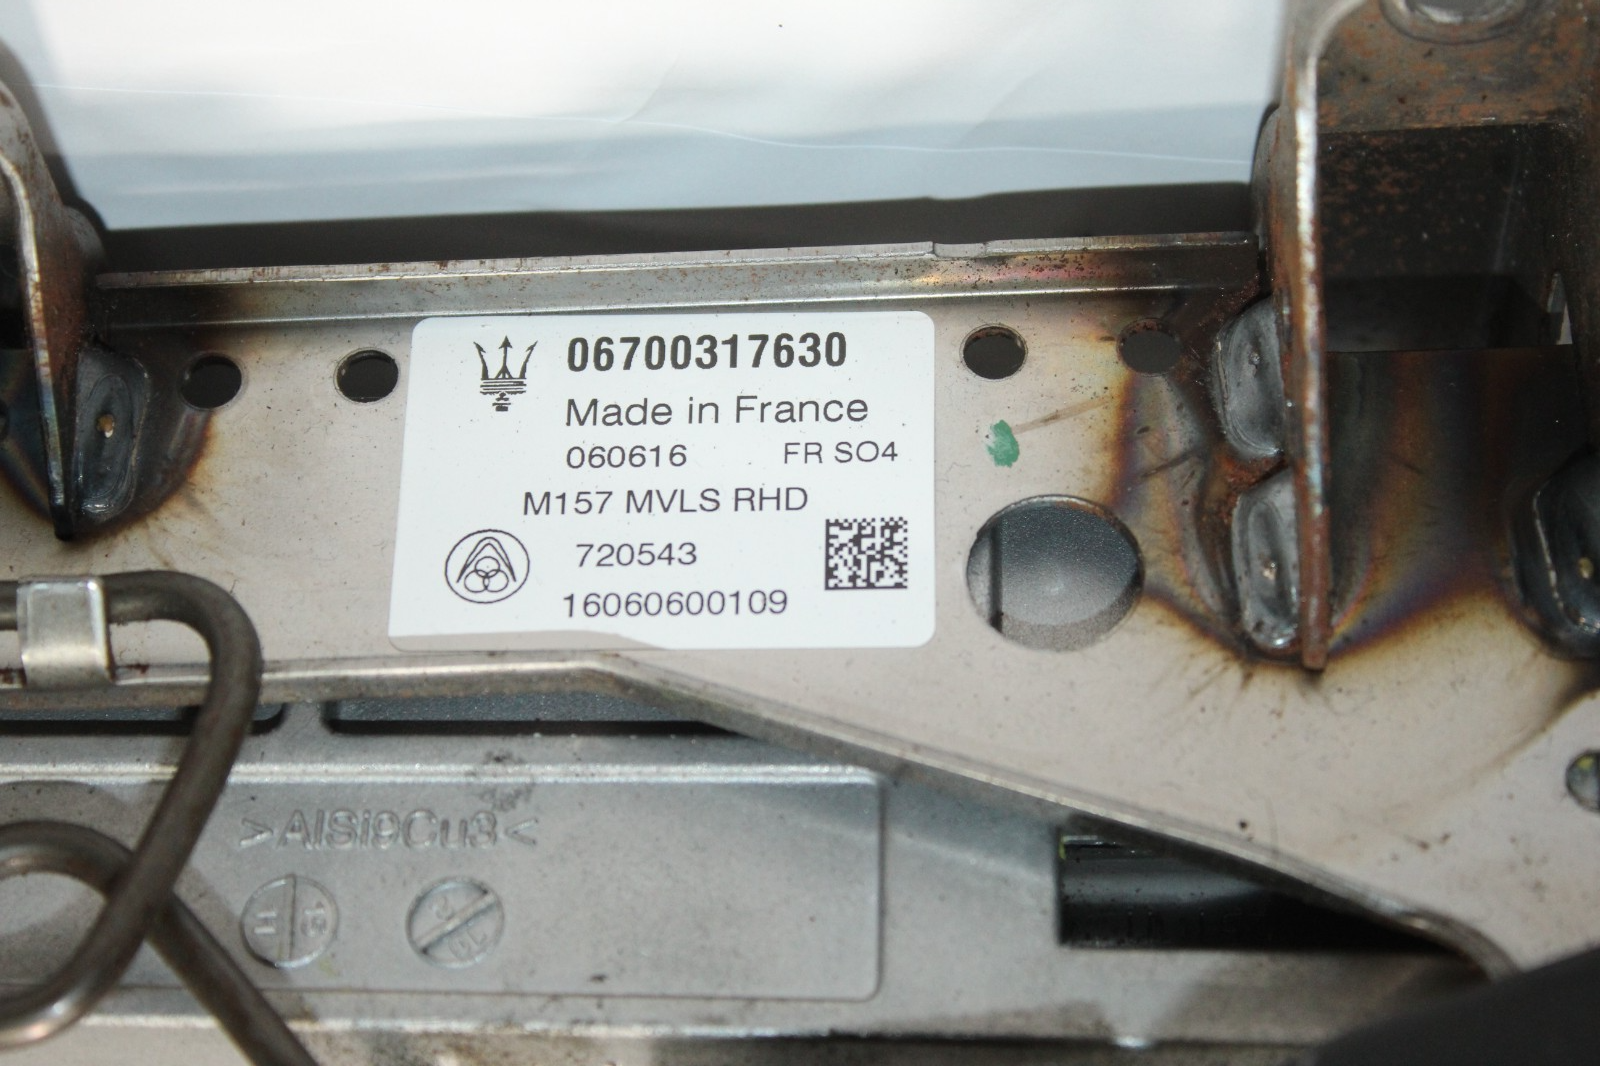 06700317630
Made in France
060616 FR SO4
M157 MVLS RHD
720543
16060600109
>AlSi9Cu3<